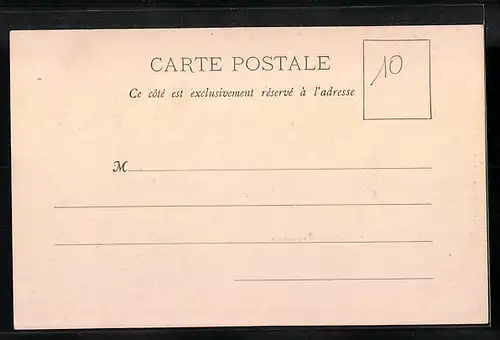 CARTE POSTALE
10
Ce côté est exclusivement réservé à l'adresse
M